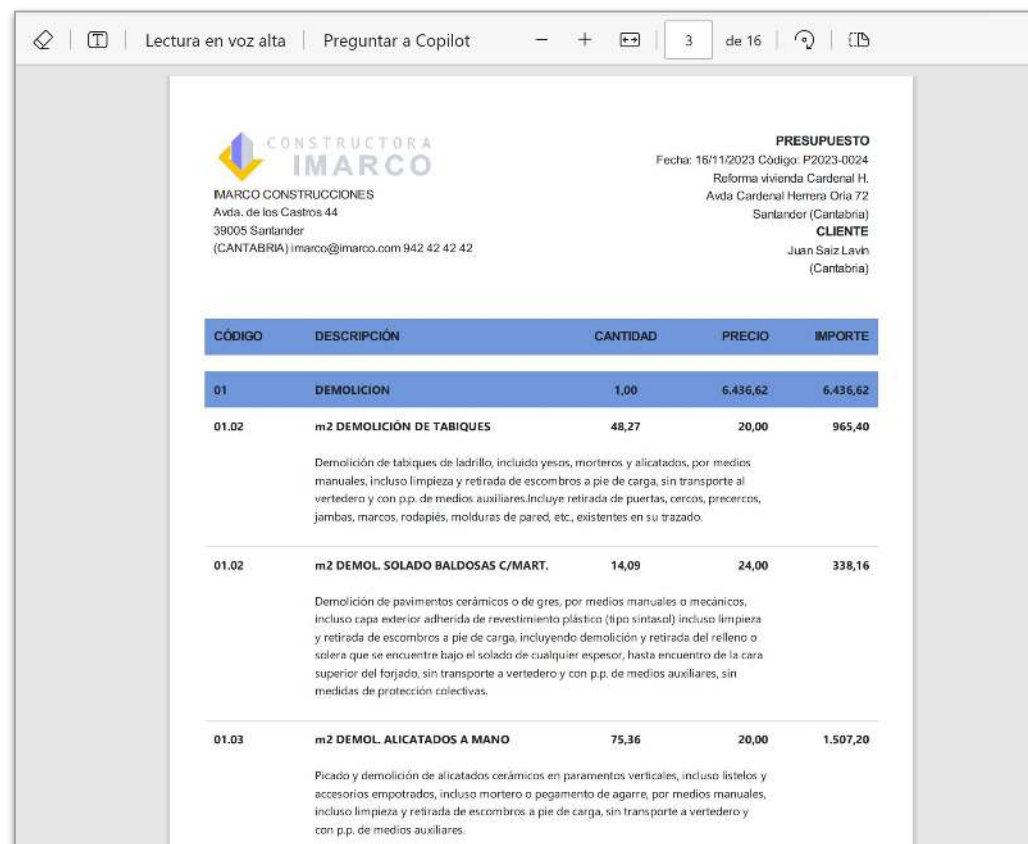 Lectura en voz alta
Preguntar a Copilot
3
de 16
CONSTRUCTORA
IMARCO
IMARCO CONSTRUCCIONES
Avda. de los Castros 44
39005 Santander
(CANTABRIA) imarco@imarco.com 942 42 42 42
PRESUPUESTO
Fecha: 16/11/2023 Código: P2023-0024
Reforma vivienda Cardenal H.
Avda Cardenal Herrera Oria 72
Santander (Cantabria)
CLIENTE
Juan Saiz Lavin
(Cantabria)
CÓDIGO DESCRIPCIÓN CANTIDAD PRECIO IMPORTE
01 DEMOLICION 1,00 6.436,62 6.436,62
01.02 m2 DEMOLICIÓN DE TABIQUES 48,27 20,00 965,40
Demolición de tabiques de ladrillo, incluido yesos, morteros y alicatados, por medios
manuales, incluso limpieza y retirada de escombros a pie de carga, sin transporte al
vertedero y con p.p. de medios auxiliares.Incluye retirada de puertas, cercos, precercos,
jambas, marcos, rodapiés, molduras de pared, etc., existentes en su trazado.
01.02 m2 DEMOL. SOLADO BALDOSAS C/MART. 14,09 24,00 338,16
Demolición de pavimentos cerámicos o de gres, por medios manuales o mecánicos,
incluso capa exterior adherida de revestimiento plástico (tipo sintasol) incluso limpieza
y retirada de escombros a pie de carga, incluyendo demolición y retirada del relleno o
solera que se encuentre bajo el solado de cualquier espesor, hasta encuentro de la cara
superior del forjado, sin transporte a vertedero y con p.p. de medios auxiliares, sin
medidas de protección colectivas.
01.03 m2 DEMOL. ALICATADOS A MANO 75,36 20,00 1.507,20
Picado y demolición de alicatados cerámicos en paramentos verticales, incluso listelos y
accesorios empotrados, incluso mortero o pegamento de agarre, por medios manuales,
incluso limpieza y retirada de escombros a pie de carga, sin transporte a vertedero y
con p.p. de medios auxiliares.